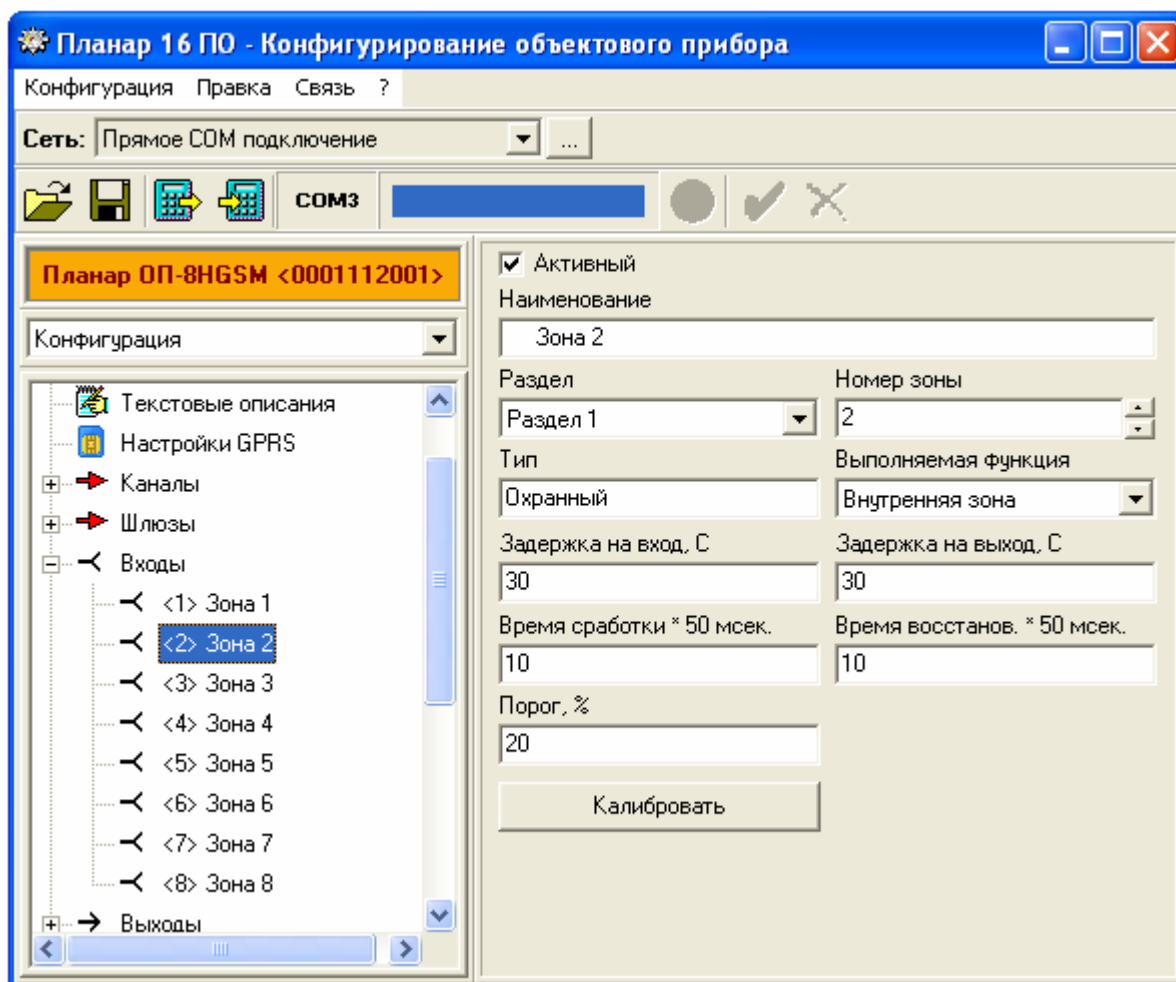 Планар 16 ПО - Конфигурирование объектового прибора
Конфигурация Правка Связь ?
Сеть: Прямое COM подключение ...
COM3
Планар ОП-8HGSM <0001112001>
Конфигурация
Текстовые описания
Настройки GPRS
Каналы
Шлюзы
Входы
<1> Зона 1
<2> Зона 2
<3> Зона 3
<4> Зона 4
<5> Зона 5
<6> Зона 6
<7> Зона 7
<8> Зона 8
Выходы
Активный
Наименование
Зона 2
Раздел Номер зоны
Раздел 1 2
Тип Выполняемая функция
Охранный Внутренняя зона
Задержка на вход, С Задержка на выход, С
30 30
Время сработки * 50 мсек. Время восстанов. * 50 мсек.
10 10
Порог, %
20
Калибровать